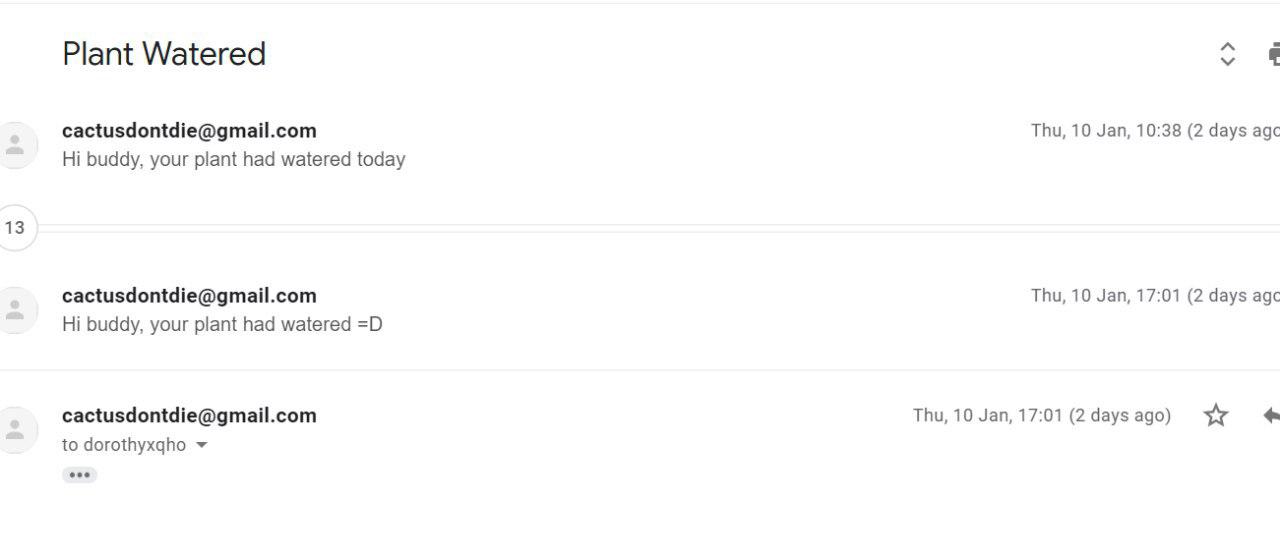 Plant Watered
cactusdontdie@gmail.com Thu, 10 Jan, 10:38 (2 days ago
Hi buddy, your plant had watered today
13
cactusdontdie@gmail.com Thu, 10 Jan, 17:01 (2 days ago
Hi buddy, your plant had watered =D
cactusdontdie@gmail.com Thu, 10 Jan, 17:01 (2 days ago)
to dorothyxqho